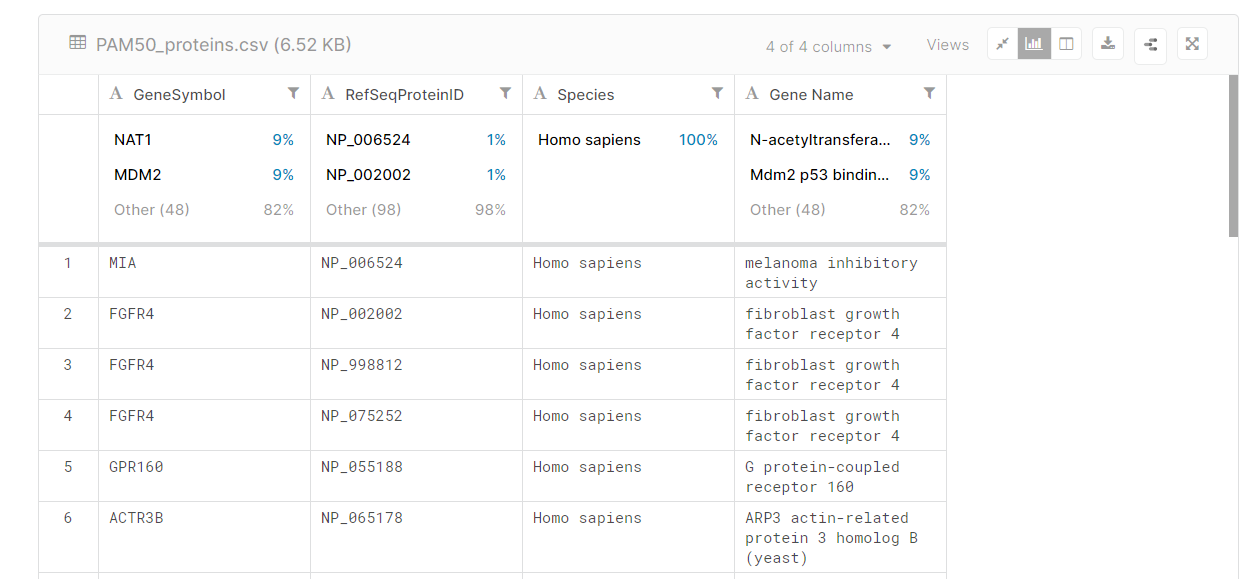 PAM50_proteins.csv (6.52 KB)
4 of 4 columns
Views
A GeneSymbol
A RefSeqProteinID
A Species
A Gene Name
NAT1 9%
NP_006524 1%
Homo sapiens 100%
N-acetyltransfera... 9%
MDM2 9%
NP_002002 1%
Mdm2 p53 bindin... 9%
Other (48) 82%
Other (98) 98%
Other (48) 82%
1 MIA NP_006524 Homo sapiens melanoma inhibitory
activity
2 FGFR4 NP_002002 Homo sapiens fibroblast growth
factor receptor 4
3 FGFR4 NP_998812 Homo sapiens fibroblast growth
factor receptor 4
4 FGFR4 NP_075252 Homo sapiens fibroblast growth
factor receptor 4
5 GPR160 NP_055188 Homo sapiens G protein-coupled
receptor 160
6 ACTR3B NP_065178 Homo sapiens ARP3 actin-related
protein 3 homolog B
(yeast)